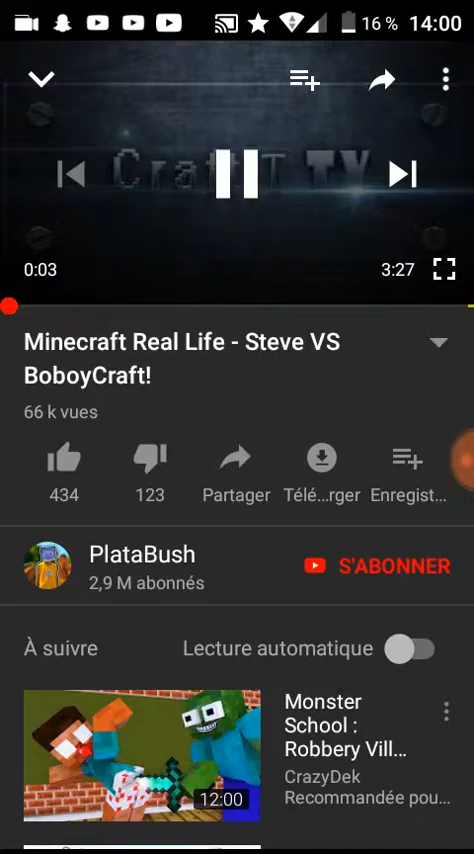 16 % 14:00
0:03 3:27
Minecraft Real Life - Steve VS
BoboyCraft!
66 k vues
434 123 Partager Télé...rger Enregist...
PlataBush
2,9 M abonnés
S'ABONNER
À suivre Lecture automatique
Monster
School :
Robbery Vill...
CrazyDek
Recommandée pou...
12:00